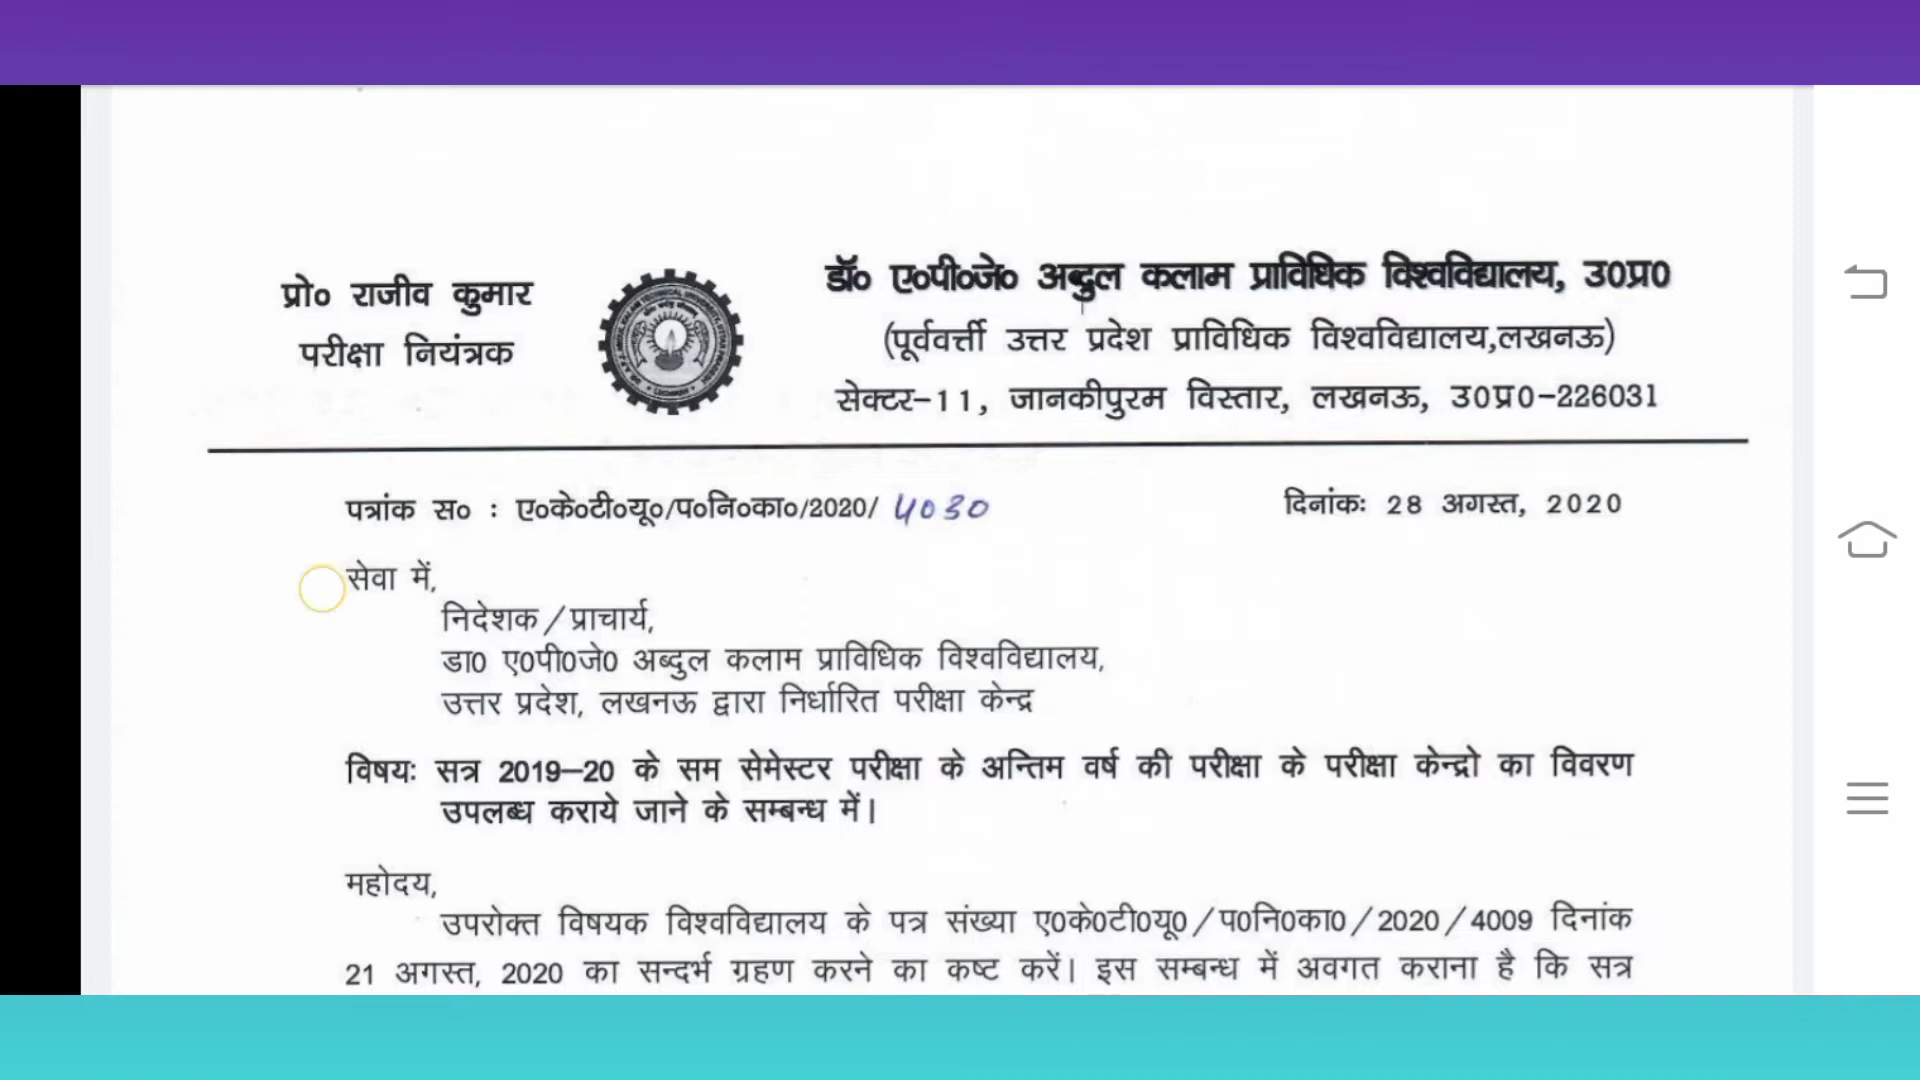 प्रो० राजीव कुमार
परीक्षा नियंत्रक
डॉ० ए०पी०जे० अब्दुल कलाम प्राविधिक विश्वविद्यालय, उ0प्र0
(पूर्ववर्त्ती उत्तर प्रदेश प्राविधिक विश्वविद्यालय,लखनऊ)
सेक्टर-11, जानकीपुरम विस्तार, लखनऊ, उ0प्र0-226031
पत्रांक स० : ए०के०टी०यू०/प०नि०का०/2020/ 4030
दिनांकः 28 अगस्त, 2020
सेवा में,
निदेशक/प्राचार्य,
डा0 ए0पी0जे0 अब्दुल कलाम प्राविधिक विश्वविद्यालय,
उत्तर प्रदेश, लखनऊ द्वारा निर्धारित परीक्षा केन्द्र
विषयः सत्र 2019–20 के सम सेमेस्टर परीक्षा के अन्तिम वर्ष की परीक्षा के परीक्षा केन्द्रो का विवरण
उपलब्ध कराये जाने के सम्बन्ध में।
महोदय,
उपरोक्त विषयक विश्वविद्यालय के पत्र संख्या ए0के0टी0यू0/प0नि0का0/2020/4009 दिनांक
21 अगस्त, 2020 का सन्दर्भ ग्रहण करने का कष्ट करें। इस सम्बन्ध में अवगत कराना है कि सत्र